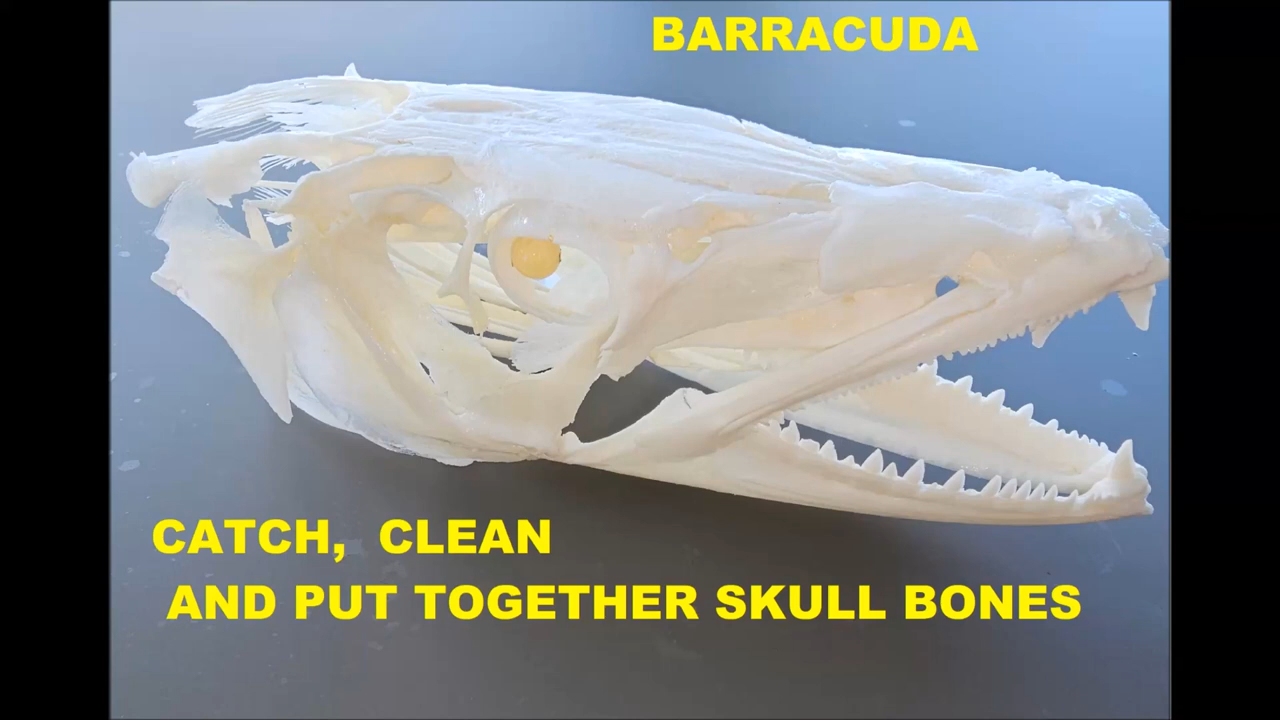 BARRACUDA
CATCH, CLEAN
AND PUT TOGETHER SKULL BONES